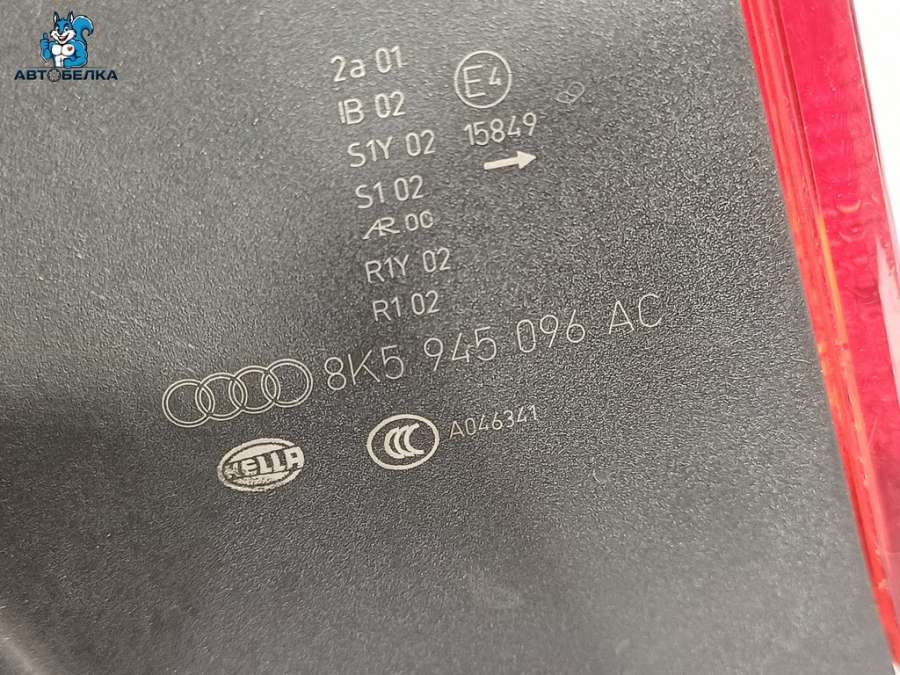 АВТОБЕЛКА
2a 01
IB 02
E4
S1Y 02 15849
S1 02
AR 00
R1Y 02
R1 02
8K5 945 096 AC
HELLA
CCC A046341